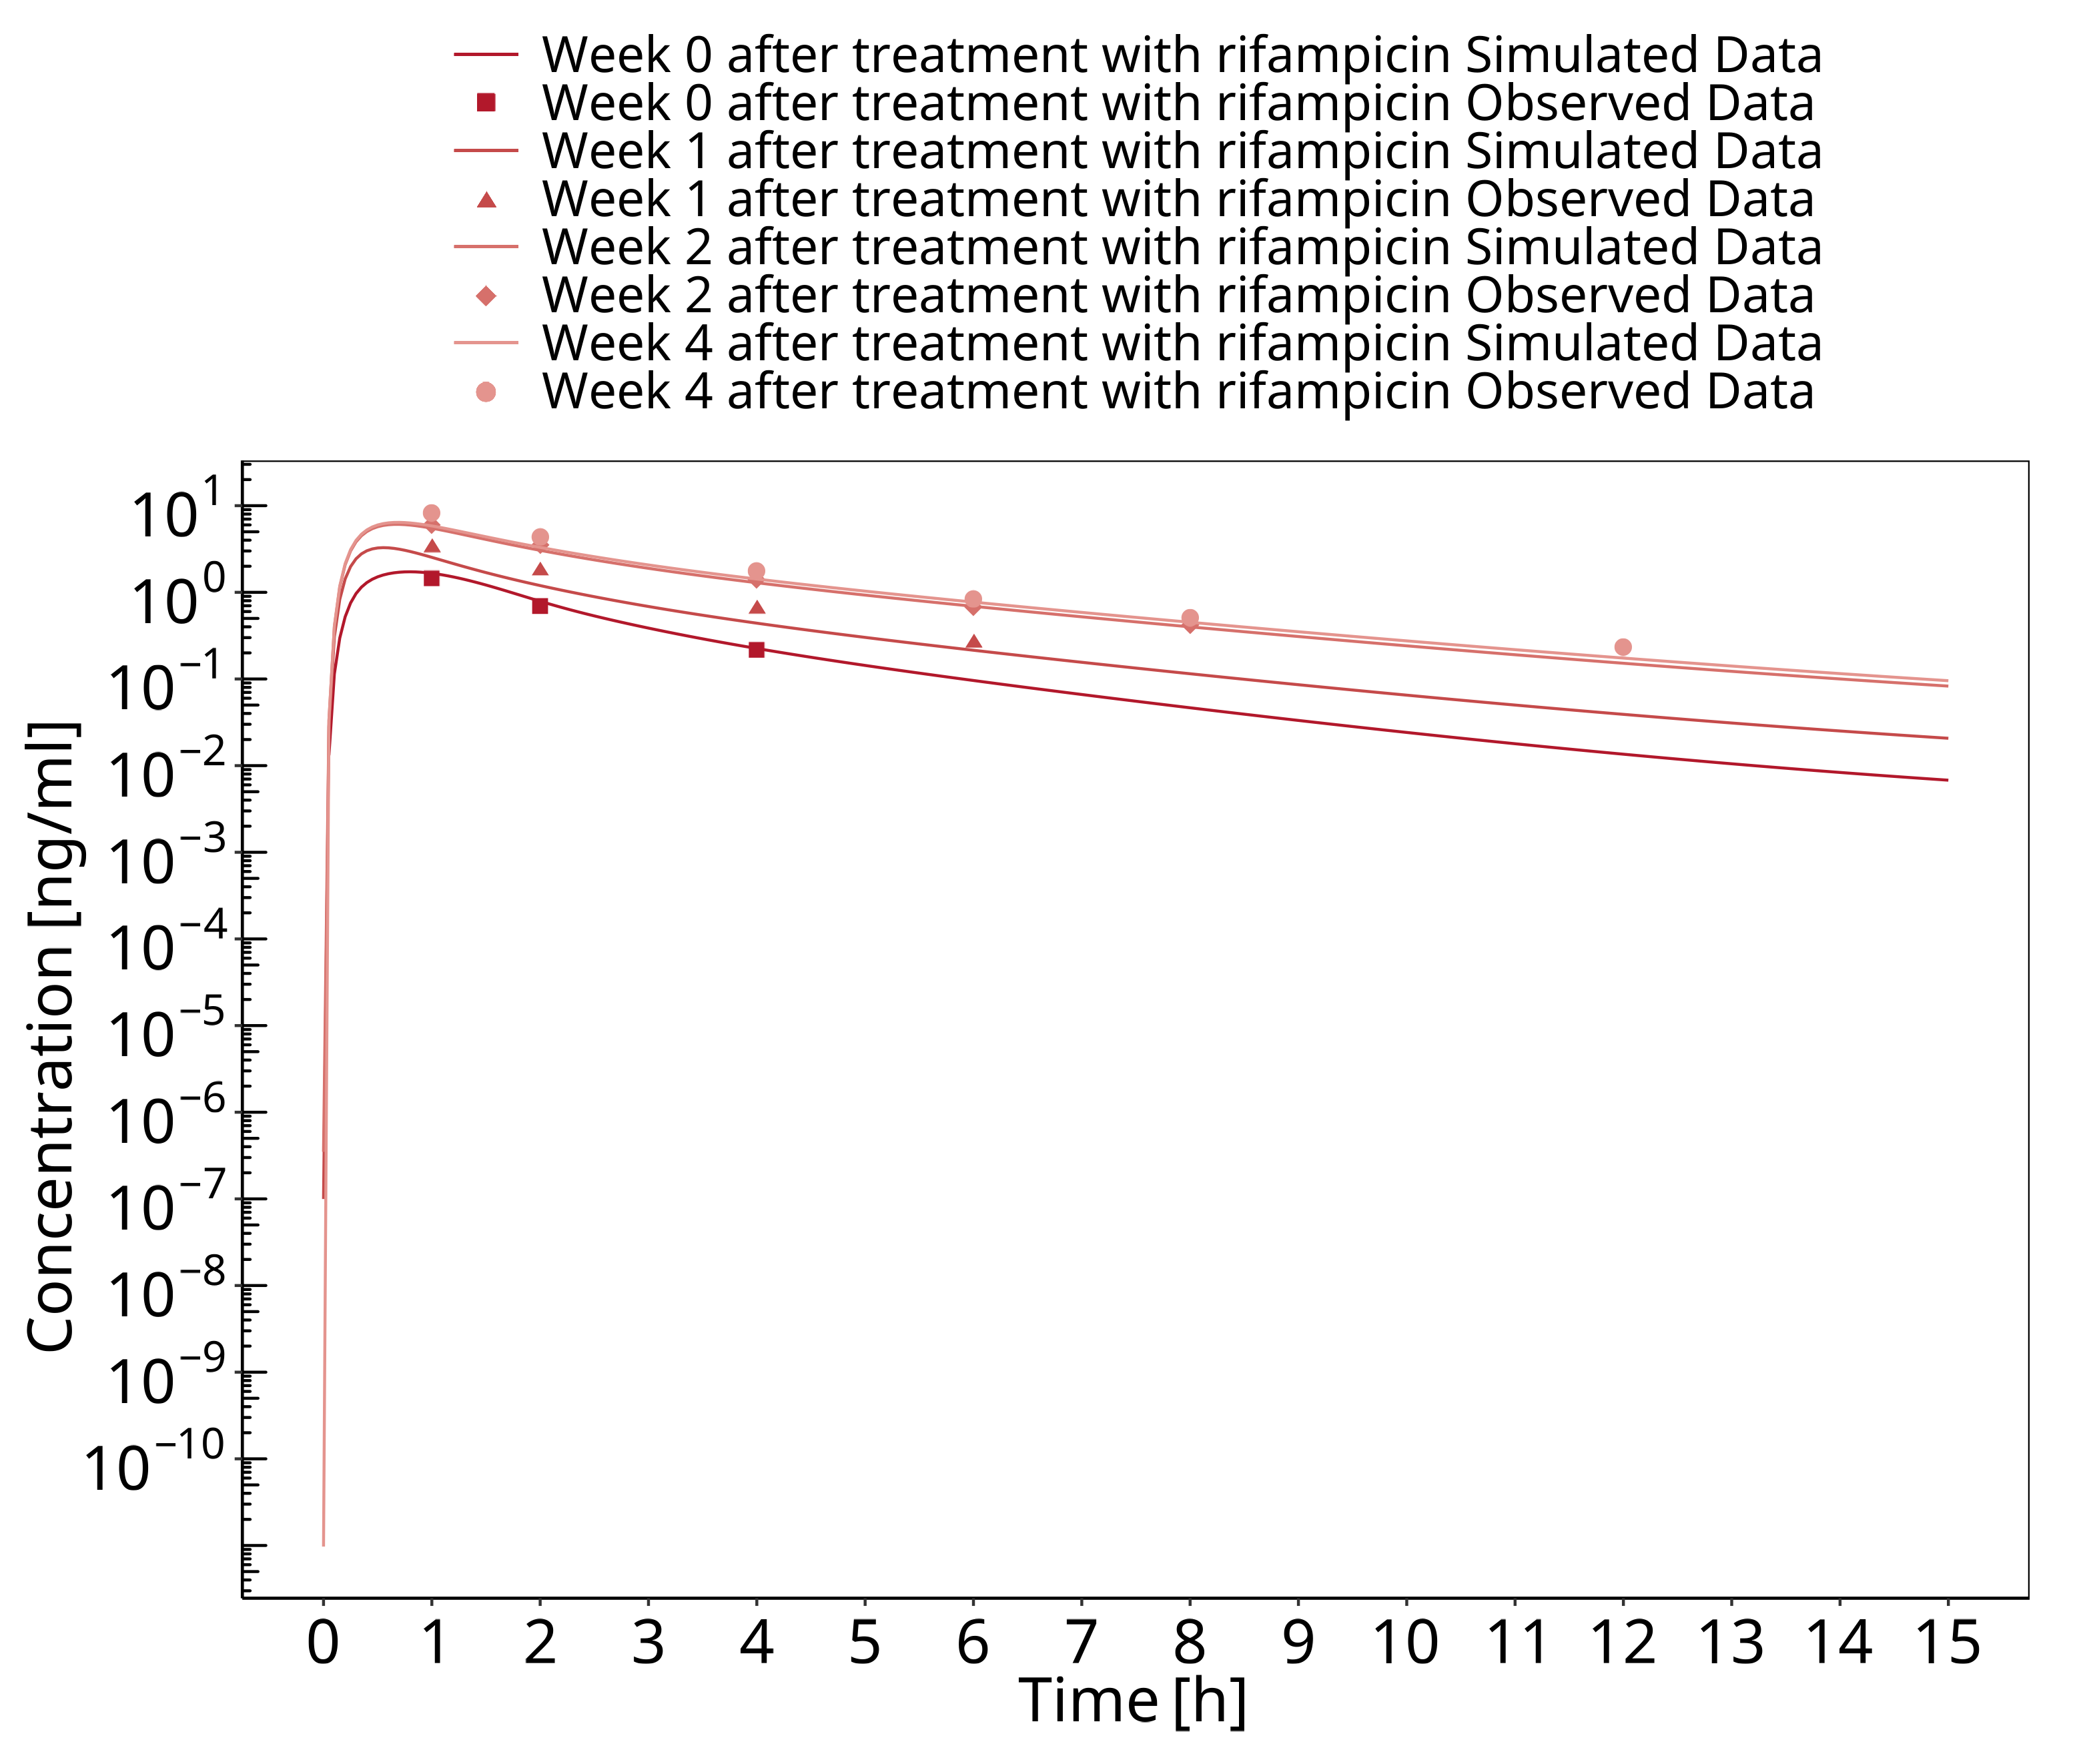 Week 0 after treatment with rifampicin Simulated Data
Week 0 after treatment with rifampicin Observed Data
Week 1 after treatment with rifampicin Simulated Data
Week 1 after treatment with rifampicin Observed Data
Week 2 after treatment with rifampicin Simulated Data
Week 2 after treatment with rifampicin Observed Data
Week 4 after treatment with rifampicin Simulated Data
Week 4 after treatment with rifampicin Observed Data
Concentration [ng/ml]
10¹
10⁰
10⁻¹
10⁻²
10⁻³
10⁻⁴
10⁻⁵
10⁻⁶
10⁻⁷
10⁻⁸
10⁻⁹
10⁻¹⁰
0 1 2 3 4 5 6 7 8 9 10 11 12 13 14 15
Time [h]